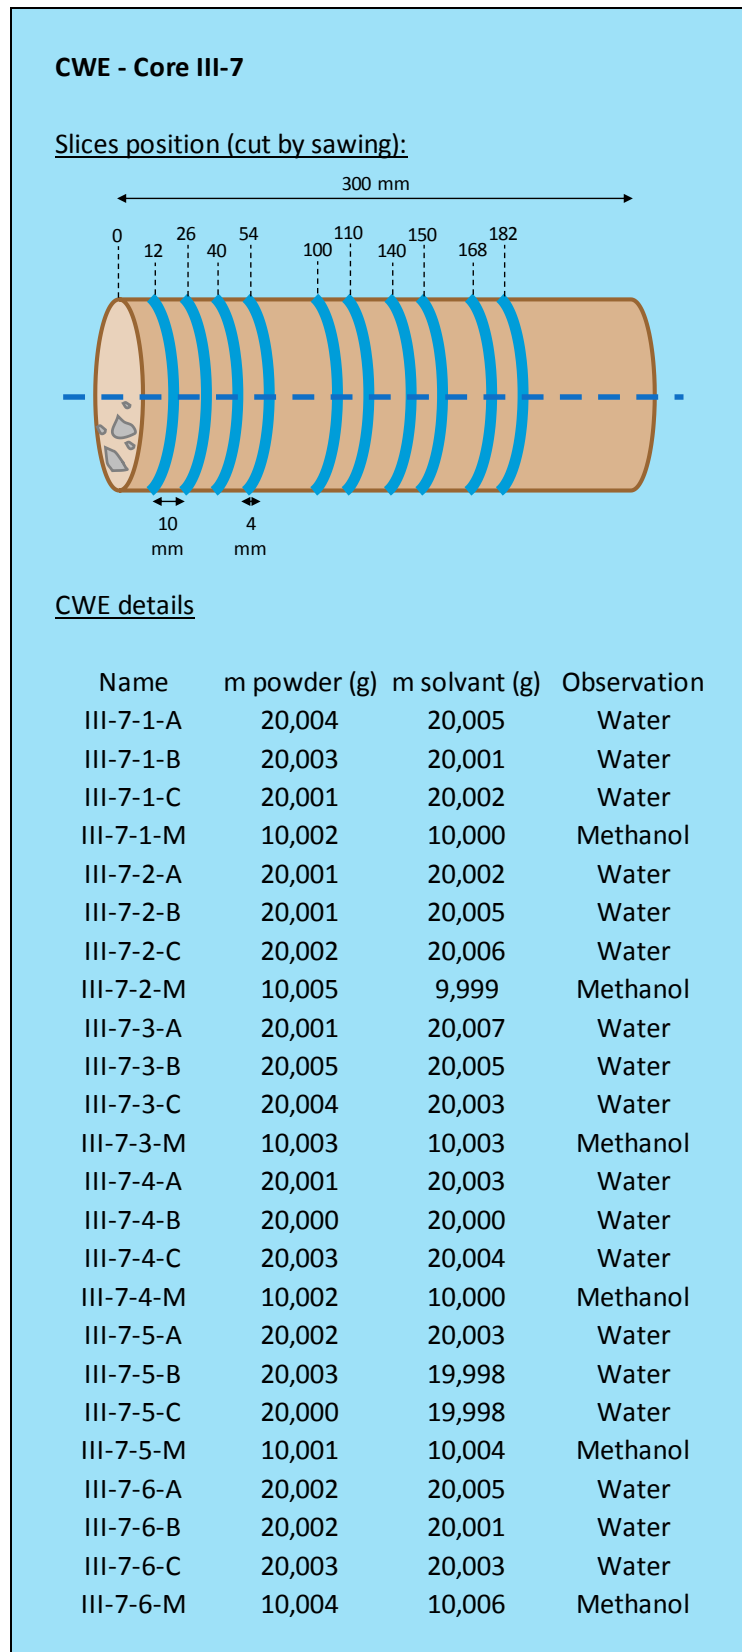 CWE - Core III-7
Slices position (cut by sawing):
300 mm
0 12 26 40 54 100 110 140 150 168 182
10 mm
4 mm
CWE details
Name m powder (g) m solvant (g) Observation
III-7-1-A 20,004 20,005 Water
III-7-1-B 20,003 20,001 Water
III-7-1-C 20,001 20,002 Water
III-7-1-M 10,002 10,000 Methanol
III-7-2-A 20,001 20,002 Water
III-7-2-B 20,001 20,005 Water
III-7-2-C 20,002 20,006 Water
III-7-2-M 10,005 9,999 Methanol
III-7-3-A 20,001 20,007 Water
III-7-3-B 20,005 20,005 Water
III-7-3-C 20,004 20,003 Water
III-7-3-M 10,003 10,003 Methanol
III-7-4-A 20,001 20,003 Water
III-7-4-B 20,000 20,000 Water
III-7-4-C 20,003 20,004 Water
III-7-4-M 10,002 10,000 Methanol
III-7-5-A 20,002 20,003 Water
III-7-5-B 20,003 19,998 Water
III-7-5-C 20,000 19,998 Water
III-7-5-M 10,001 10,004 Methanol
III-7-6-A 20,002 20,005 Water
III-7-6-B 20,002 20,001 Water
III-7-6-C 20,003 20,003 Water
III-7-6-M 10,004 10,006 Methanol